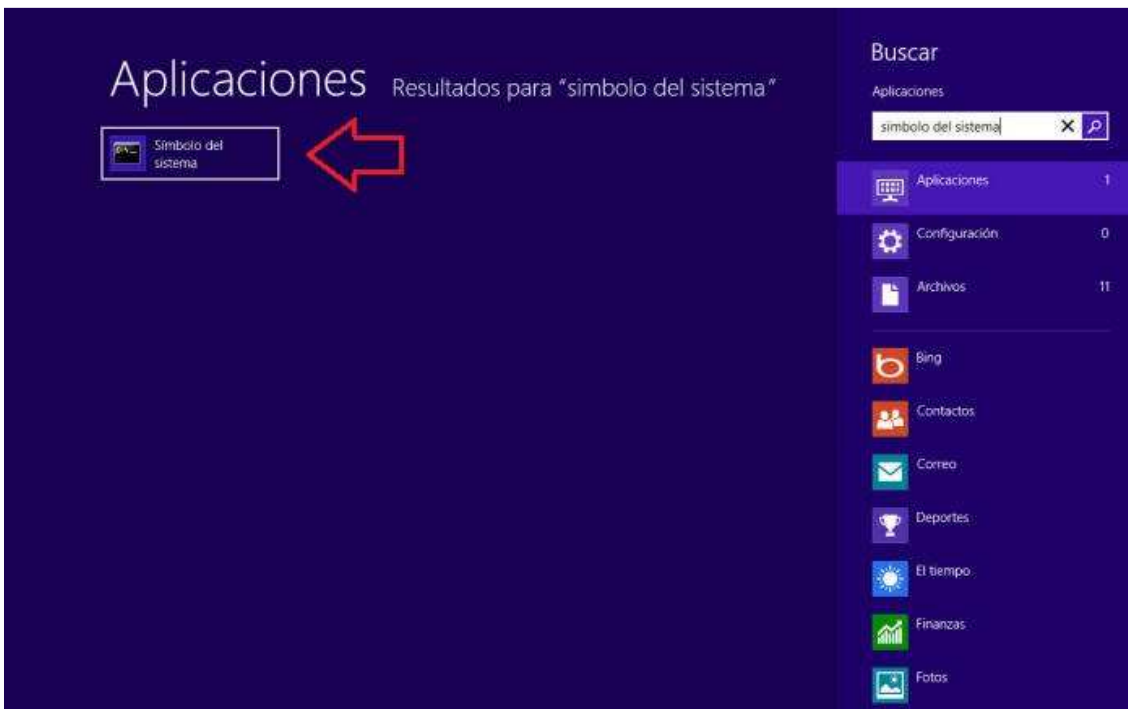 Aplicaciones Resultados para "simbolo del sistema"
Símbolo del
sistema
Buscar
Aplicaciones
simbolo del sistema
Aplicaciones 1
Configuración 0
Archivos 11
Bing
Contactos
Correo
Deportes
El tiempo
Finanzas
Fotos